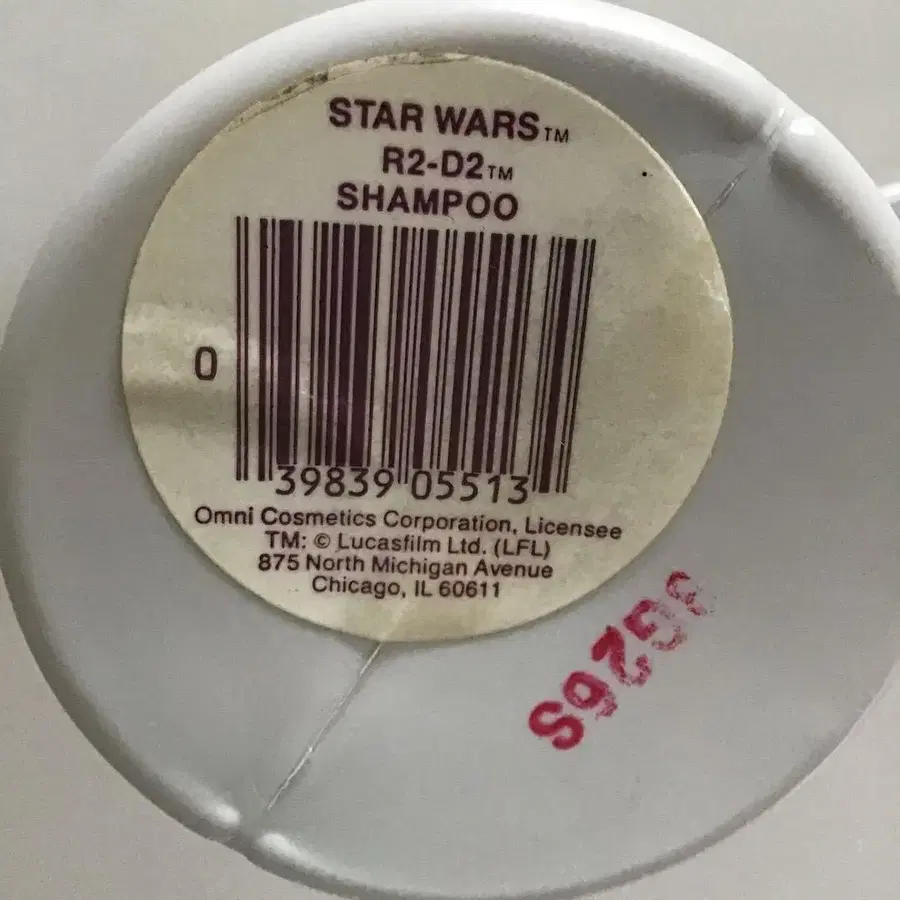 STAR WARS™
R2-D2™
SHAMPOO
0
39839 05513
Omni Cosmetics Corporation, Licensee
TM: © Lucasfilm Ltd. (LFL)
875 North Michigan Avenue
Chicago, IL 60611